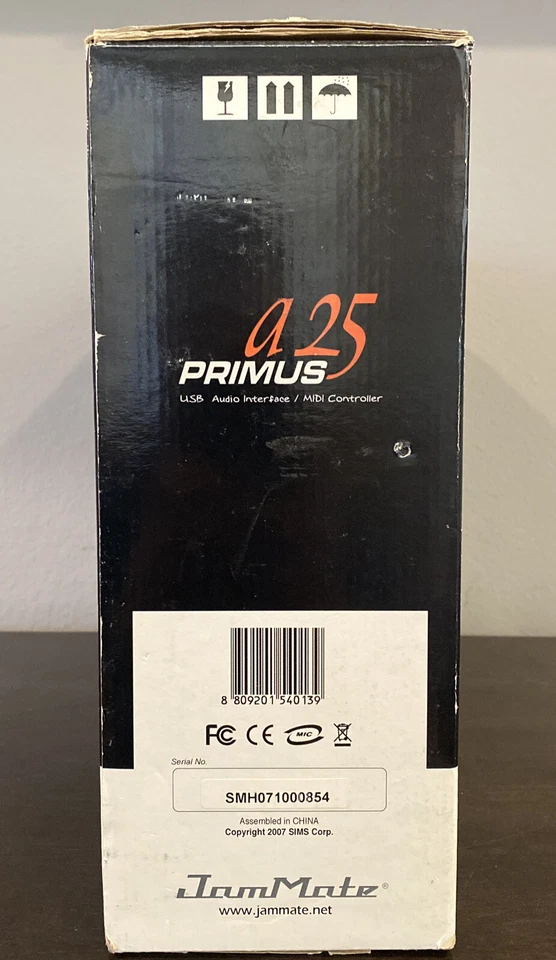 a 25
PRIMUS
USB Audio Interface / MIDI Controller
8 809201 540139
FC CE MIC
Serial No.
SMH071000854
Assembled in CHINA
Copyright 2007 SIMS Corp.
JamMate®
www.jammate.net